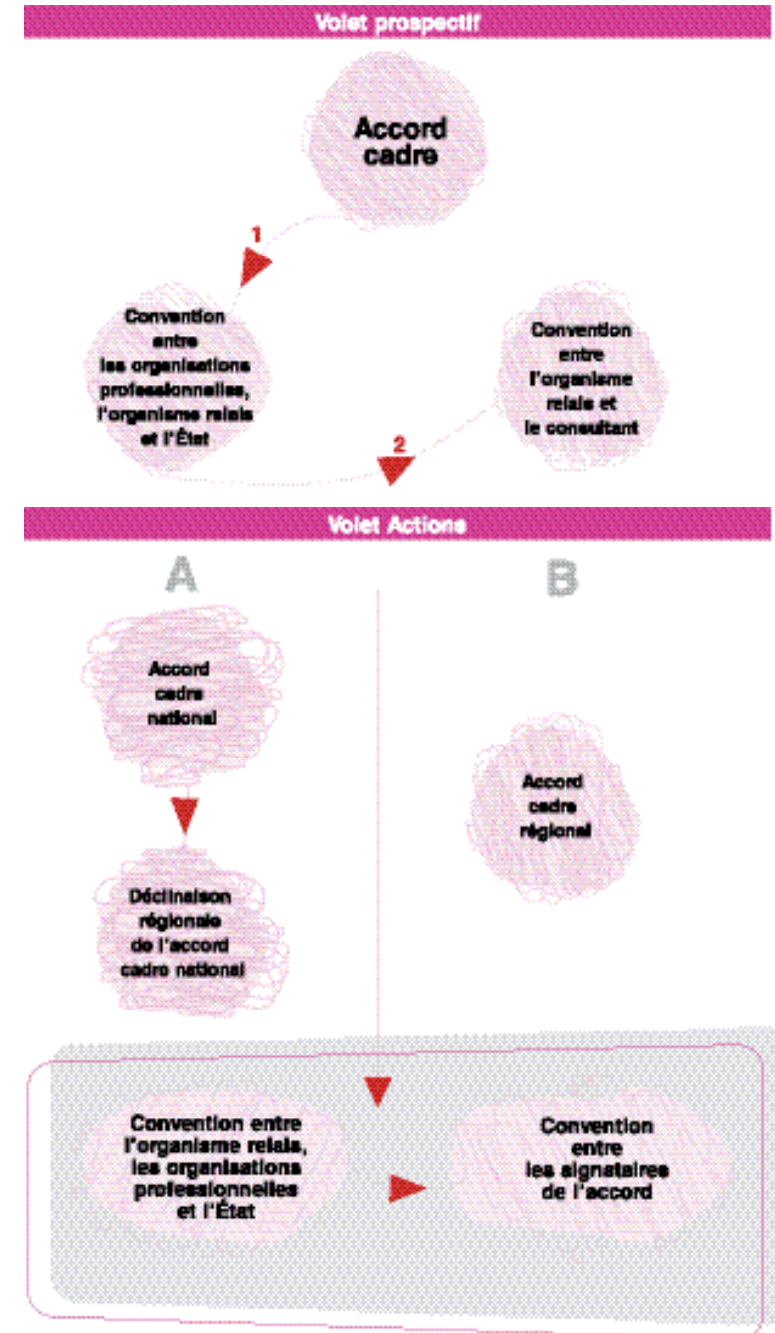 Volet prospectif
Accord
cadre
1
Convention
entre
les organisations
professionnelles,
l'organisme relais
et l'État
Convention
entre
l'organisme
relais et
le consultant
2
Volet Actions
A
B
Accord
cadre
national
Accord
cadre
régional
Déclinaison
régionale
de l'accord
cadre national
Convention entre
l'organisme relais,
les organisations
professionnelles
et l'État
Convention
entre
les signataires
de l'accord